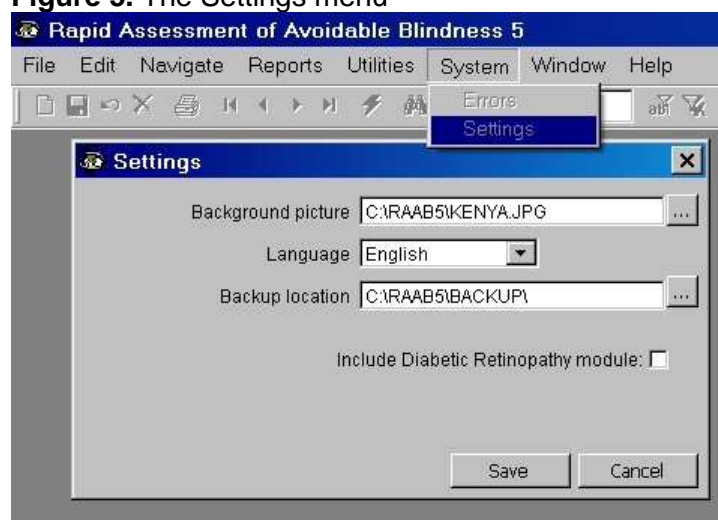 Figure 5. The Settings menu
Rapid Assessment of Avoidable Blindness 5
File Edit Navigate Reports Utilities System Window Help
Errors
Settings
Settings
Background picture C:\RAAB5\KENYA.JPG ...
Language English
Backup location C:\RAAB5\BACKUP\ ...
Include Diabetic Retinopathy module:
Save Cancel